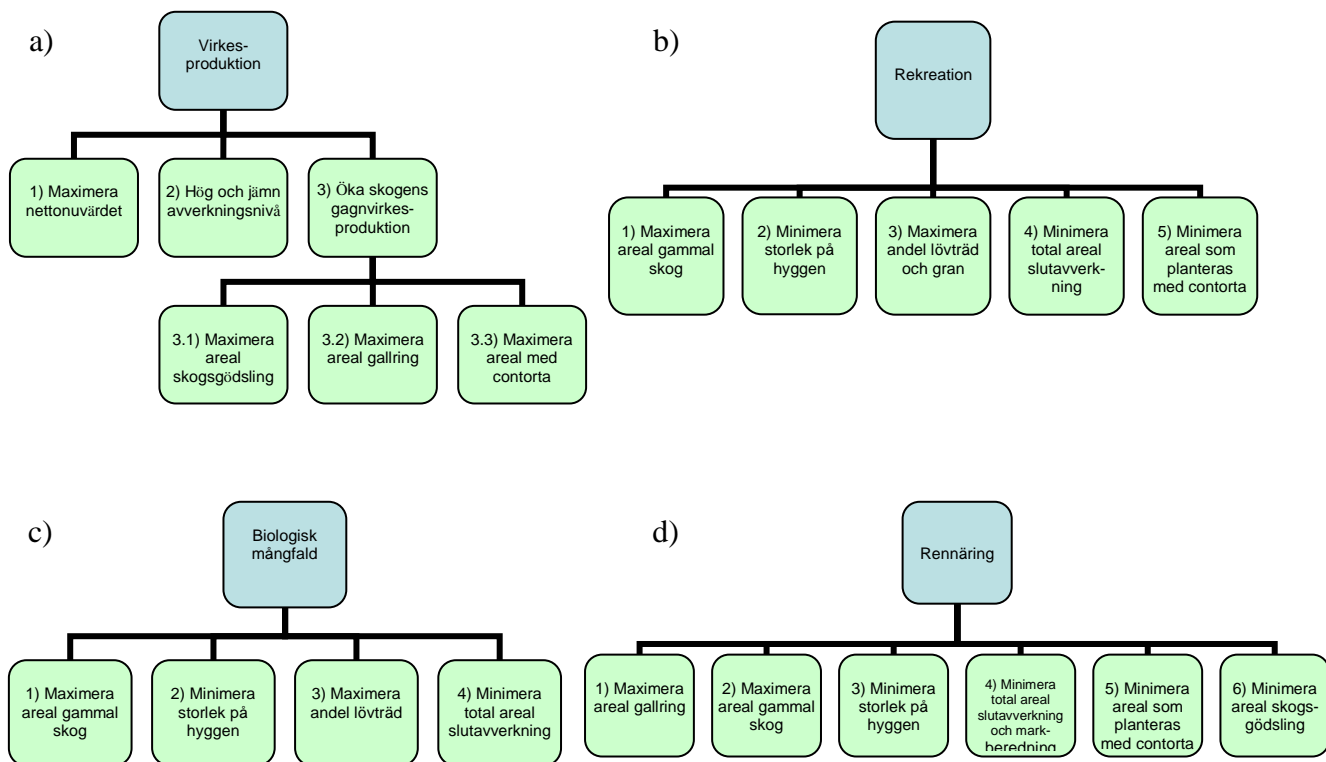 a)
Virkes-
produktion
1) Maximera
nettonuvärdet
2) Hög och jämn
avverkningsnivå
3) Öka skogens
gagnvirkes-
produktion
3.1) Maximera
areal
skogsgödsling
3.2) Maximera
areal gallring
3.3) Maximera
areal med
contorta
b)
Rekreation
1) Maximera
areal gammal
skog
2) Minimera
storlek på
hyggen
3) Maximera
andel lövträd
och gran
4) Minimera
total areal
slutavverk-
ning
5) Minimera
areal som
planteras
med contorta
c)
Biologisk
mångfald
1) Maximera
areal gammal
skog
2) Minimera
storlek på
hyggen
3) Maximera
andel lövträd
4) Minimera
total areal
slutavverkning
d)
Rennäring
1) Maximera
areal gallring
2) Maximera
areal gammal
skog
3) Minimera
storlek på
hyggen
4) Minimera
total areal
slutavverkning
och mark-
beredning
5) Minimera
areal som
planteras
med contorta
6) Minimera
areal skogs-
gödsling